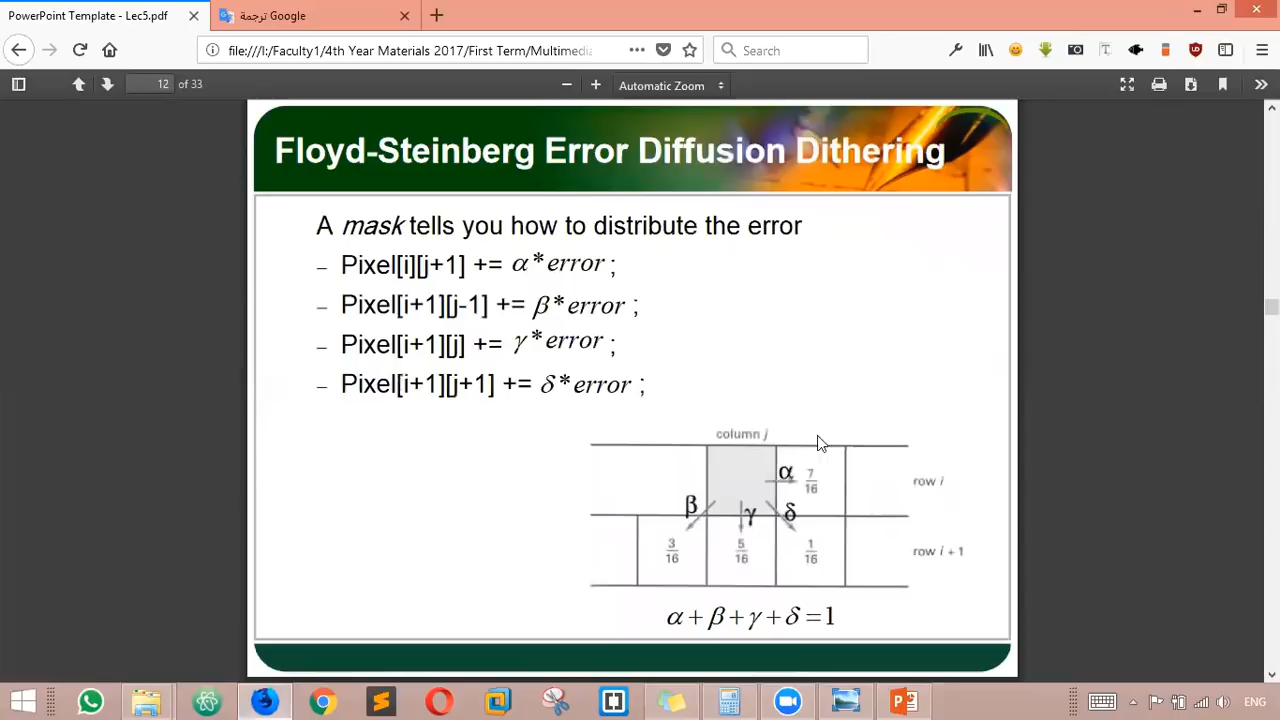 PowerPoint Template - Lec5.pdf
ترجمة Google
file:///I:/Faculty1/4th Year Materials 2017/First Term/Multimedia
Search
12 of 33
Automatic Zoom
Floyd-Steinberg Error Diffusion Dithering
A mask tells you how to distribute the error
– Pixel[i][j+1] += α*error ;
– Pixel[i+1][j-1] += β*error ;
– Pixel[i+1][j] += γ*error ;
– Pixel[i+1][j+1] += δ*error ;
column j
α 7/16 row i
β γ δ
3/16 5/16 1/16 row i + 1
α + β + γ + δ = 1
ENG